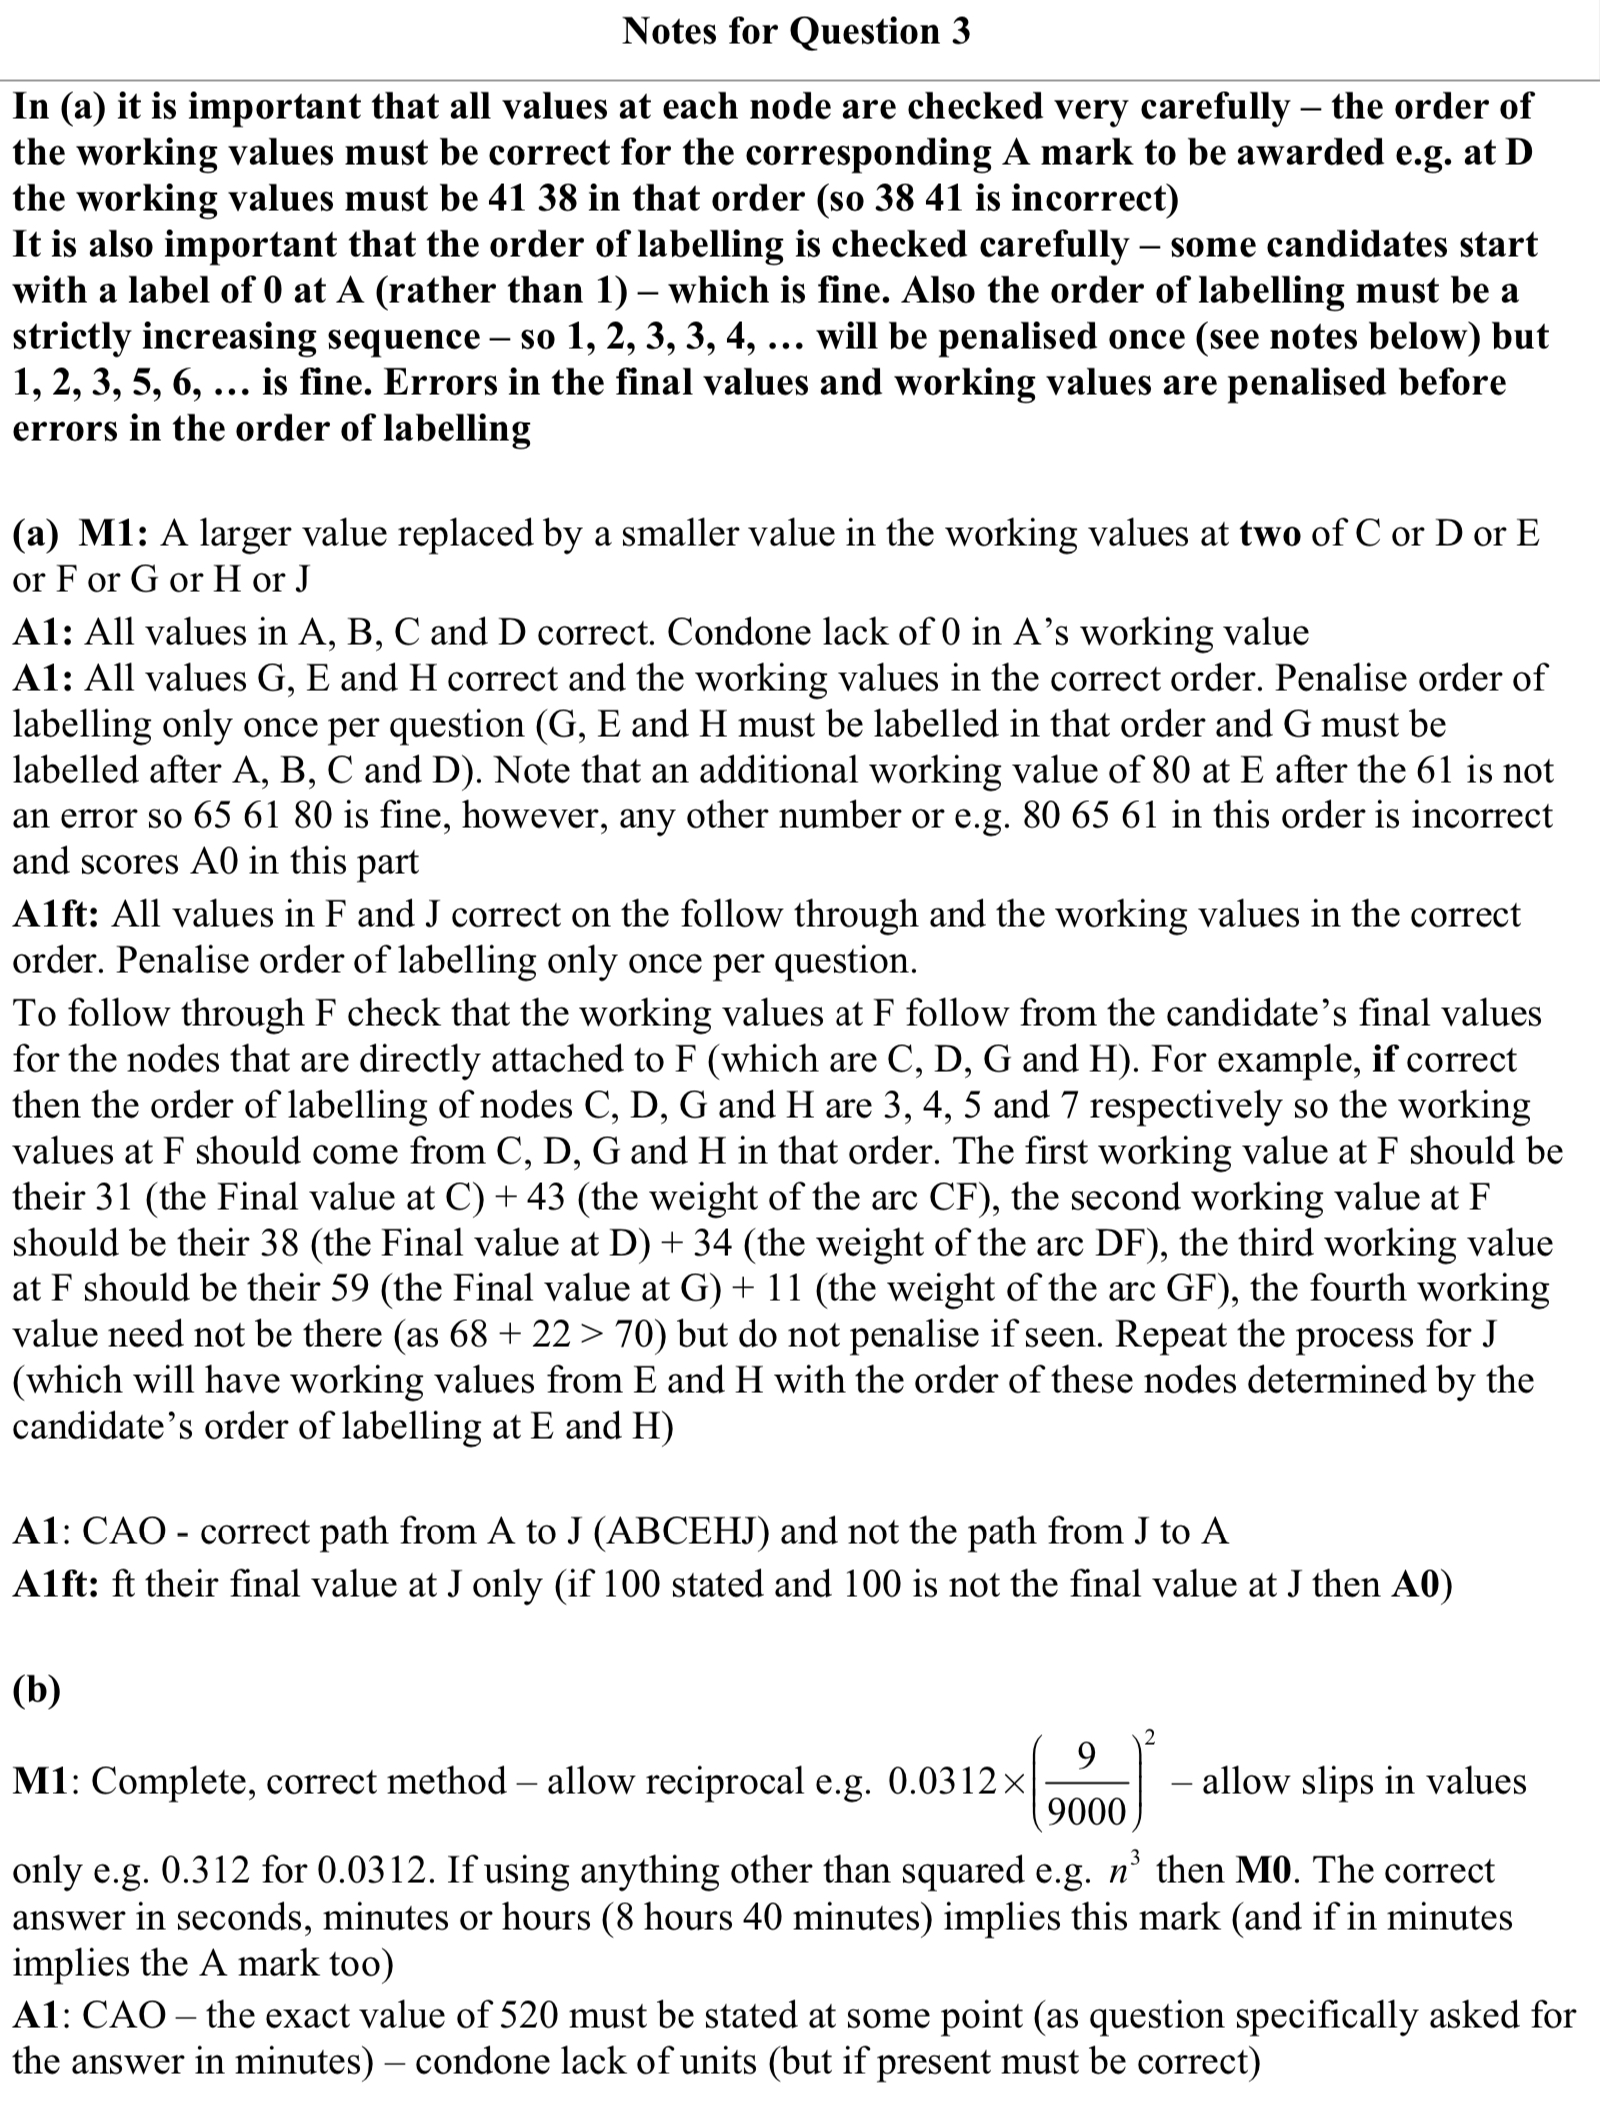 Notes for Question 3
In (a) it is important that all values at each node are checked very carefully – the order of
the working values must be correct for the corresponding A mark to be awarded e.g. at D
the working values must be 41 38 in that order (so 38 41 is incorrect)
It is also important that the order of labelling is checked carefully – some candidates start
with a label of 0 at A (rather than 1) – which is fine. Also the order of labelling must be a
strictly increasing sequence – so 1, 2, 3, 3, 4, … will be penalised once (see notes below) but
1, 2, 3, 5, 6, … is fine. Errors in the final values and working values are penalised before
errors in the order of labelling
(a) M1: A larger value replaced by a smaller value in the working values at two of C or D or E
or F or G or H or J
A1: All values in A, B, C and D correct. Condone lack of 0 in A’s working value
A1: All values G, E and H correct and the working values in the correct order. Penalise order of
labelling only once per question (G, E and H must be labelled in that order and G must be
labelled after A, B, C and D). Note that an additional working value of 80 at E after the 61 is not
an error so 65 61 80 is fine, however, any other number or e.g. 80 65 61 in this order is incorrect
and scores A0 in this part
A1ft: All values in F and J correct on the follow through and the working values in the correct
order. Penalise order of labelling only once per question.
To follow through F check that the working values at F follow from the candidate’s final values
for the nodes that are directly attached to F (which are C, D, G and H). For example, if correct
then the order of labelling of nodes C, D, G and H are 3, 4, 5 and 7 respectively so the working
values at F should come from C, D, G and H in that order. The first working value at F should be
their 31 (the Final value at C) + 43 (the weight of the arc CF), the second working value at F
should be their 38 (the Final value at D) + 34 (the weight of the arc DF), the third working value
at F should be their 59 (the Final value at G) + 11 (the weight of the arc GF), the fourth working
value need not be there (as 68 + 22 > 70) but do not penalise if seen. Repeat the process for J
(which will have working values from E and H with the order of these nodes determined by the
candidate’s order of labelling at E and H)
A1: CAO - correct path from A to J (ABCEHJ) and not the path from J to A
A1ft: ft their final value at J only (if 100 stated and 100 is not the final value at J then A0)
(b)
M1: Complete, correct method – allow reciprocal e.g. 0.0312 × (9/9000)² – allow slips in values
only e.g. 0.312 for 0.0312. If using anything other than squared e.g. n³ then M0. The correct
answer in seconds, minutes or hours (8 hours 40 minutes) implies this mark (and if in minutes
implies the A mark too)
A1: CAO – the exact value of 520 must be stated at some point (as question specifically asked for
the answer in minutes) – condone lack of units (but if present must be correct)